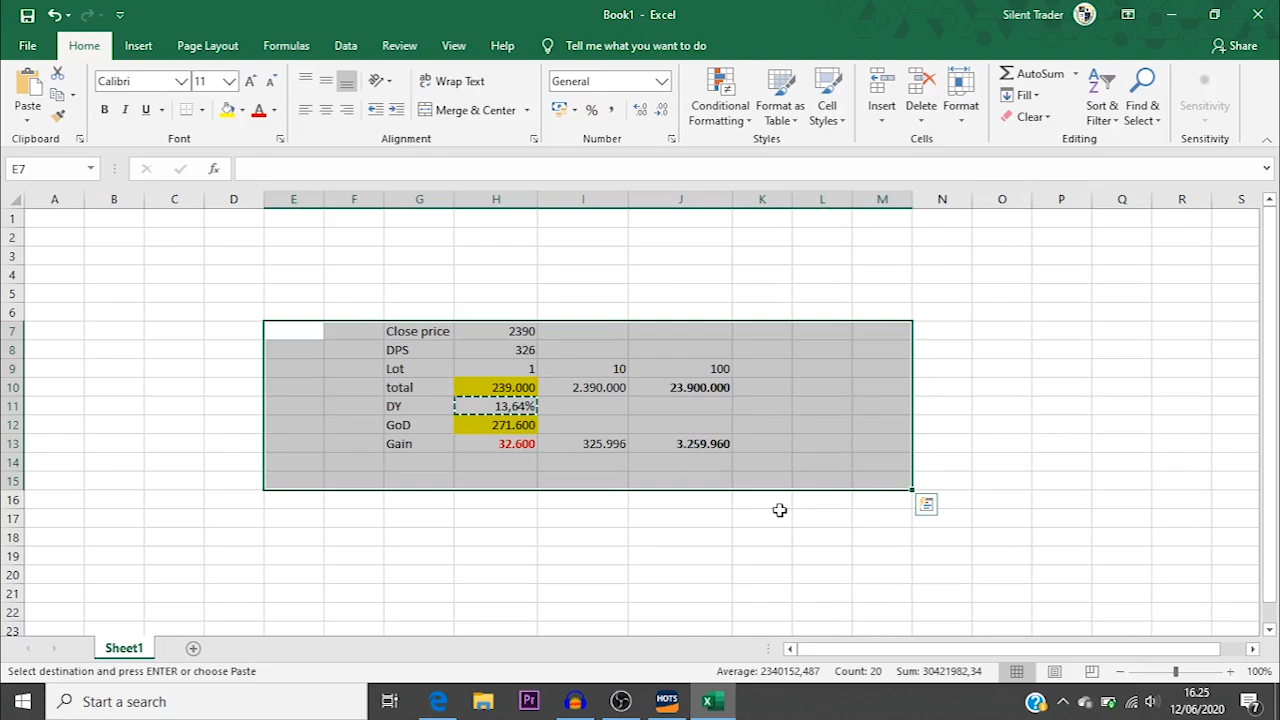 Book1 - Excel
Silent Trader
File Home Insert Page Layout Formulas Data Review View Help Tell me what you want to do Share
Calibri 11 Wrap Text General AutoSum
Paste Conditional Format as Cell Insert Delete Format Fill Sort & Find & Sensitivity
B I U Merge & Center % , Formatting Table Styles Clear Filter Select
Clipboard Font Alignment Number Styles Cells Editing Sensitivity
E7 fx
A B C D E F G H I J K L M N O P Q R S
1
2
3
4
5
6
7 Close price 2390
8 DPS 326
9 Lot 1 10 100
10 total 239.000 2.390.000 23.900.000
11 DY 13,64%
12 GoD 271.600
13 Gain 32.600 325.996 3.259.960
14
15
16
17
18
19
20
21
22
23
Sheet1
Select destination and press ENTER or choose Paste Average: 2340152,487 Count: 20 Sum: 30421982,34 100%
Start a search Pr HOTS 16.25
12/06/2020 7